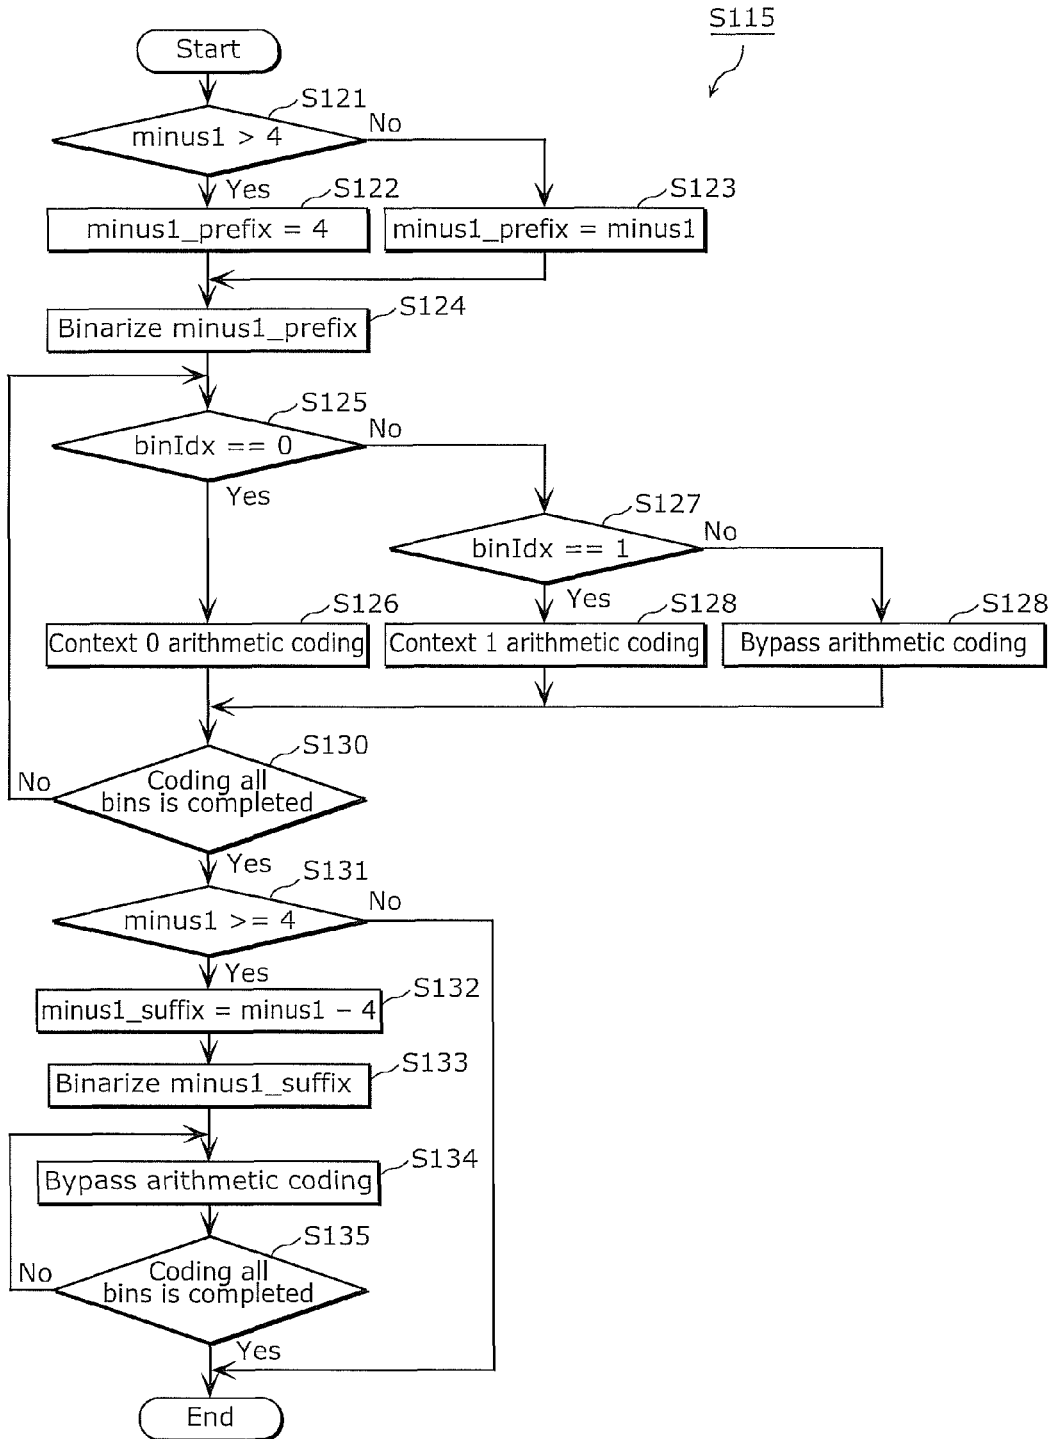 S115
Start
S121
minus1 > 4
No
Yes
S122
S123
minus1_prefix = 4
minus1_prefix = minus1
S124
Binarize minus1_prefix
S125
binIdx == 0
No
Yes
S127
binIdx == 1
No
Yes
S126
S128
S128
Context 0 arithmetic coding
Context 1 arithmetic coding
Bypass arithmetic coding
S130
Coding all
bins is completed
No
Yes
S131
minus1 >= 4
No
Yes
S132
minus1_suffix = minus1 − 4
S133
Binarize minus1_suffix
S134
Bypass arithmetic coding
S135
Coding all
bins is completed
No
Yes
End